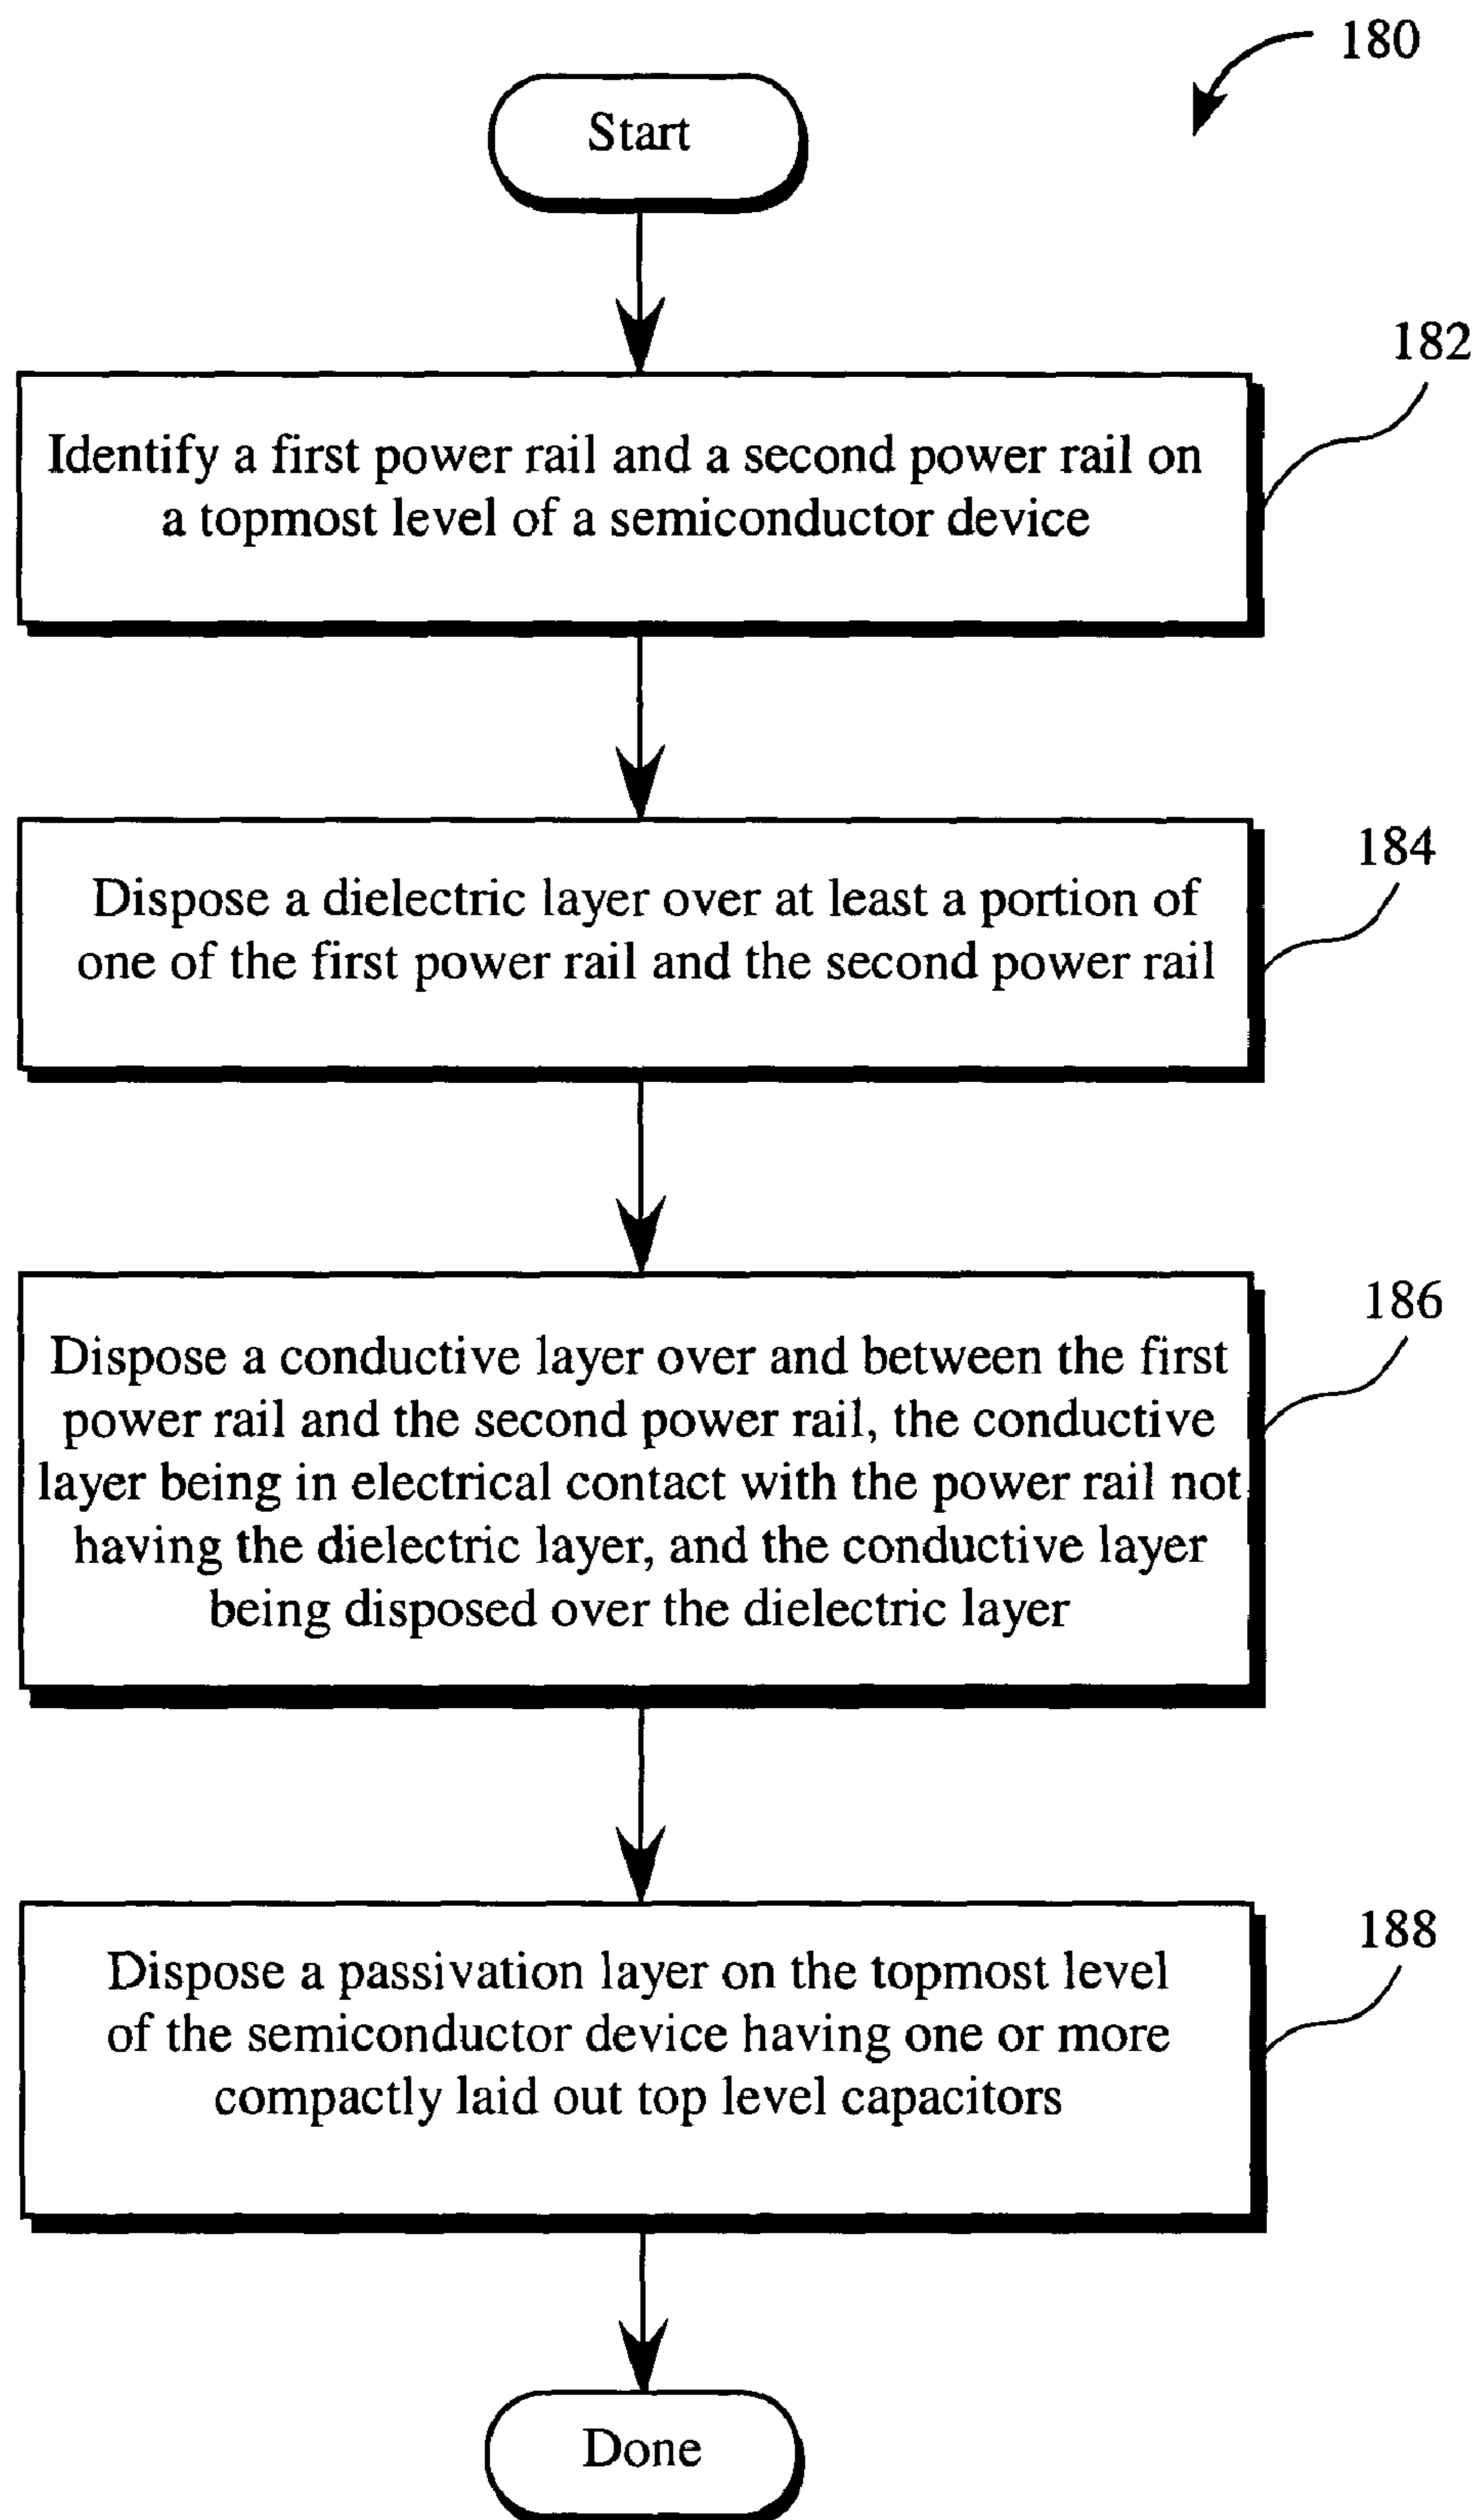 180
Start
182
Identify a first power rail and a second power rail on
a topmost level of a semiconductor device
184
Dispose a dielectric layer over at least a portion of
one of the first power rail and the second power rail
186
Dispose a conductive layer over and between the first
power rail and the second power rail, the conductive
layer being in electrical contact with the power rail not
having the dielectric layer, and the conductive layer
being disposed over the dielectric layer
188
Dispose a passivation layer on the topmost level
of the semiconductor device having one or more
compactly laid out top level capacitors
Done